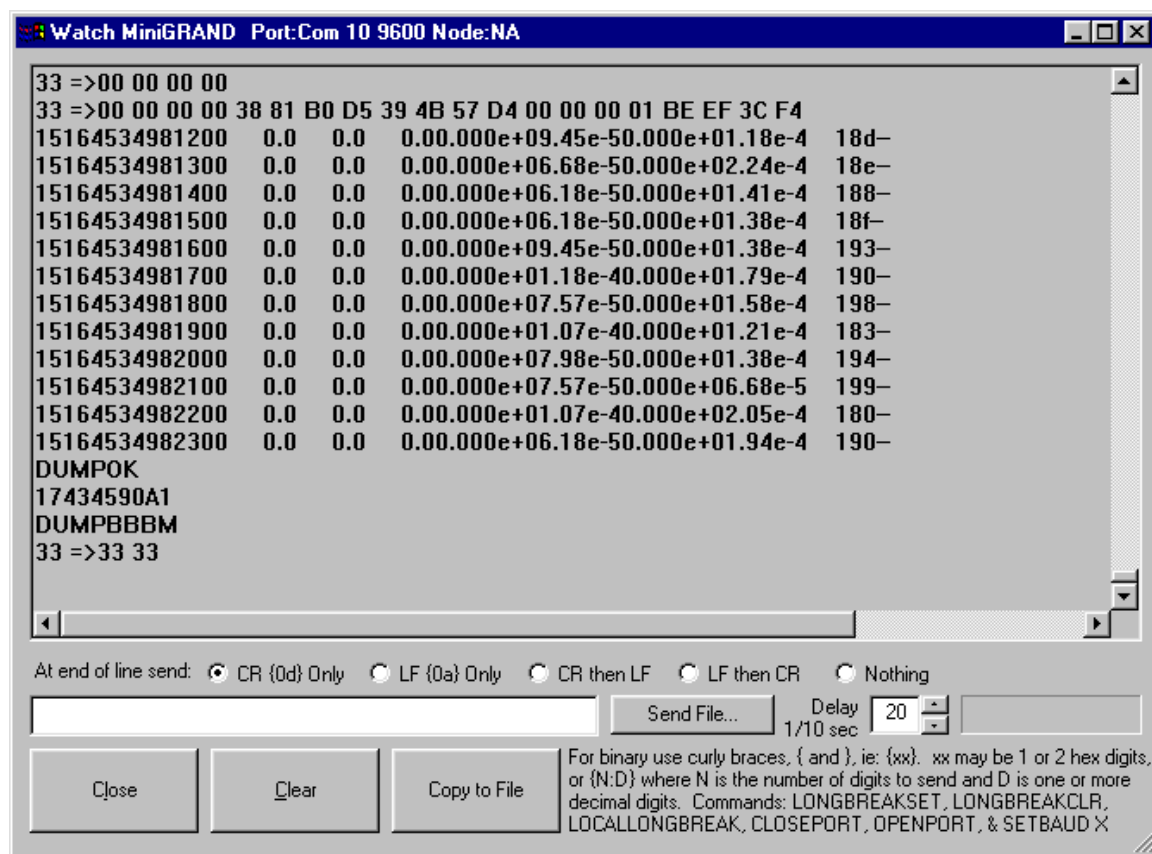 Watch MiniGRAND Port:Com 10 9600 Node:NA
33 =>00 00 00 00
33 =>00 00 00 00 38 81 B0 D5 39 4B 57 D4 00 00 00 01 BE EF 3C F4
15164534981200 0.0 0.0 0.00.000e+09.45e-50.000e+01.18e-4 18d–
15164534981300 0.0 0.0 0.00.000e+06.68e-50.000e+02.24e-4 18e–
15164534981400 0.0 0.0 0.00.000e+06.18e-50.000e+01.41e-4 188–
15164534981500 0.0 0.0 0.00.000e+06.18e-50.000e+01.38e-4 18f–
15164534981600 0.0 0.0 0.00.000e+09.45e-50.000e+01.38e-4 193–
15164534981700 0.0 0.0 0.00.000e+01.18e-40.000e+01.79e-4 190–
15164534981800 0.0 0.0 0.00.000e+07.57e-50.000e+01.58e-4 198–
15164534981900 0.0 0.0 0.00.000e+01.07e-40.000e+01.21e-4 183–
15164534982000 0.0 0.0 0.00.000e+07.98e-50.000e+01.38e-4 194–
15164534982100 0.0 0.0 0.00.000e+07.57e-50.000e+06.68e-5 199–
15164534982200 0.0 0.0 0.00.000e+01.07e-40.000e+02.05e-4 180–
15164534982300 0.0 0.0 0.00.000e+06.18e-50.000e+01.94e-4 190–
DUMPOK
17434590A1
DUMPBBBM
33 =>33 33
At end of line send: CR {0d} Only LF {0a} Only CR then LF LF then CR Nothing
Send File... Delay 1/10 sec 20
Close Clear Copy to File
For binary use curly braces, { and }, ie: {xx}. xx may be 1 or 2 hex digits,
or {N:D} where N is the number of digits to send and D is one or more
decimal digits. Commands: LONGBREAKSET, LONGBREAKCLR,
LOCALLONGBREAK, CLOSEPORT, OPENPORT, & SETBAUD X